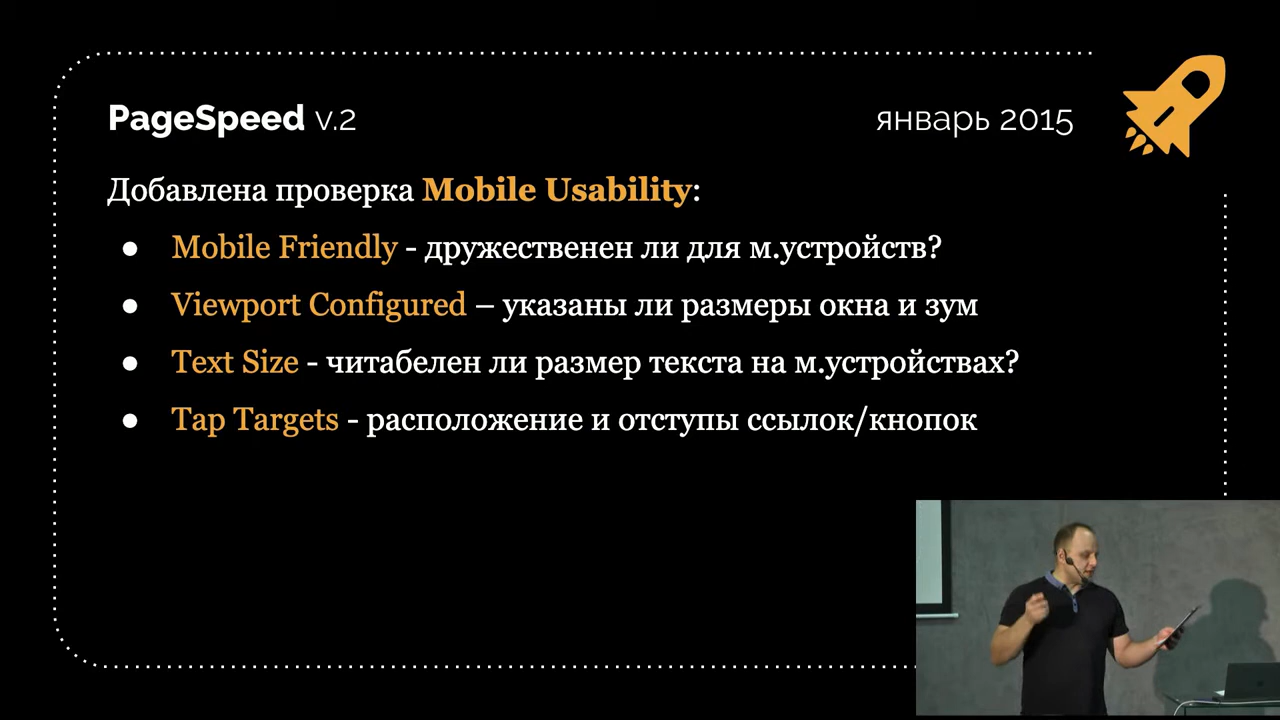 PageSpeed v.2
январь 2015
Добавлена проверка Mobile Usability:
● Mobile Friendly - дружественен ли для м.устройств?
● Viewport Configured – указаны ли размеры окна и зум
● Text Size - читабелен ли размер текста на м.устройствах?
● Tap Targets - расположение и отступы ссылок/кнопок